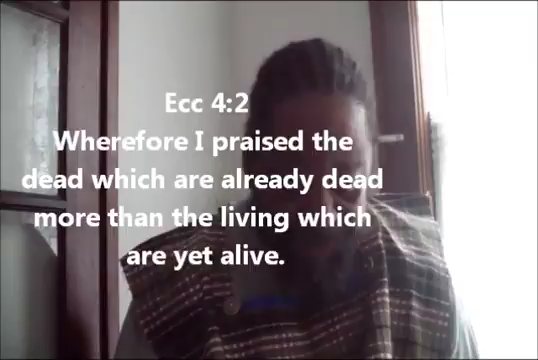 Ecc 4:2
Wherefore I praised the
dead which are already dead
more than the living which
are yet alive.